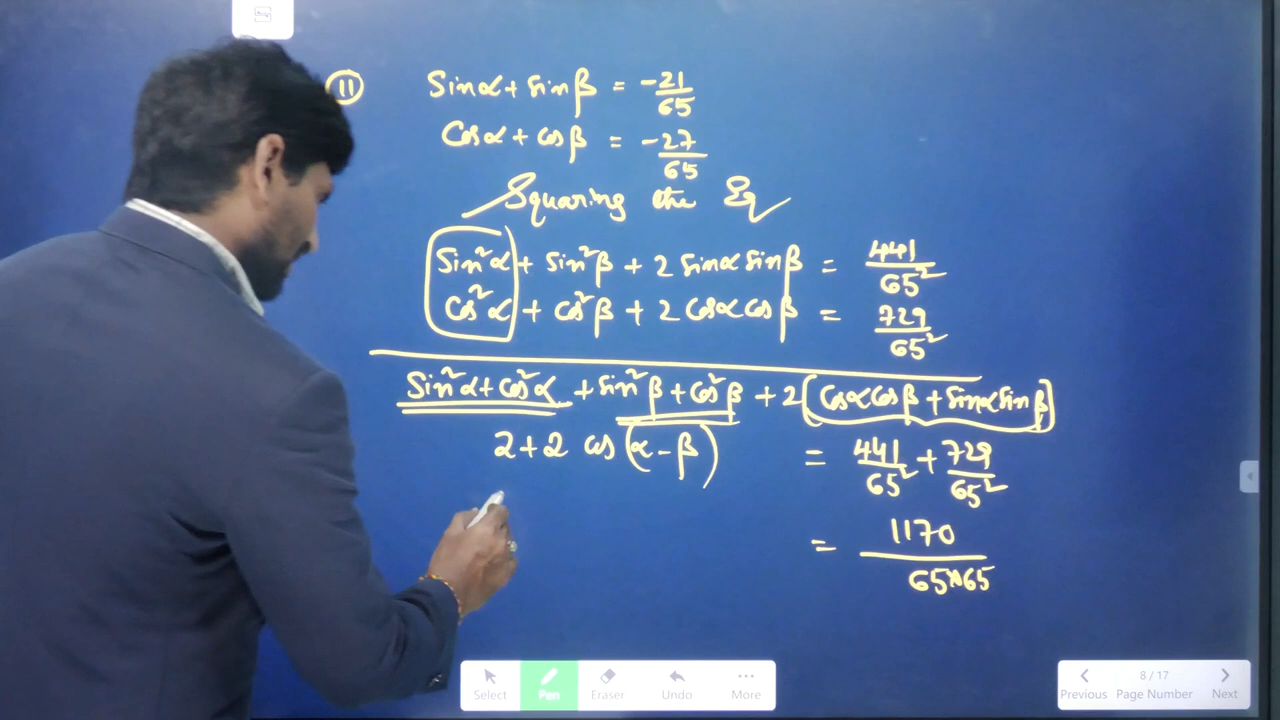 11 Sinα + sinβ = -21/65
Cosα + cosβ = -27/65
Squaring the Eq
Sin²α + sin²β + 2 sinα sinβ = 441/65²
Cos²α + cos²β + 2 cosα cosβ = 729/65²
Sin²α + cos²α + sin²β + cos²β + 2(cosα cosβ + sinα sinβ)
2 + 2 cos(α - β) = 441/65² + 729/65²
= 1170/65×65
Select Pen Eraser Undo More
8 / 17
Previous Page Number Next